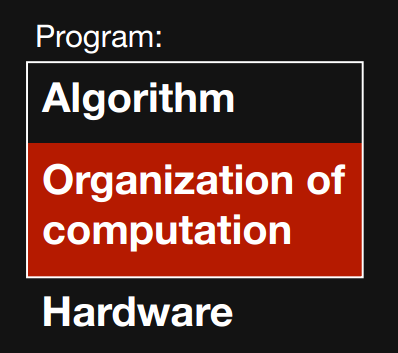 Program:
Algorithm
Organization of
computation
Hardware